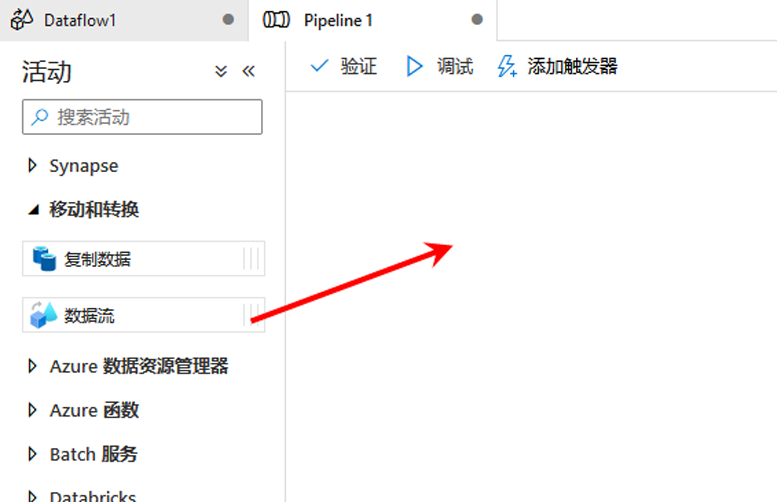 Dataflow1
Pipeline 1
活动
验证
调试
添加触发器
搜索活动
Synapse
移动和转换
复制数据
数据流
Azure 数据资源管理器
Azure 函数
Batch 服务
Databricks